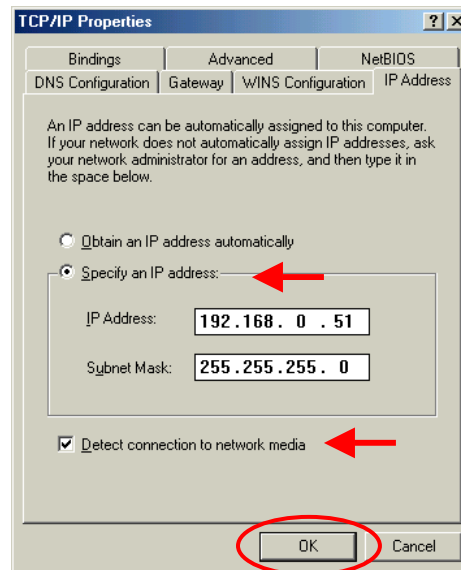 TCP/IP Properties
Bindings Advanced NetBIOS
DNS Configuration Gateway WINS Configuration IP Address
An IP address can be automatically assigned to this computer.
If your network does not automatically assign IP addresses, ask
your network administrator for an address, and then type it in
the space below.
Obtain an IP address automatically
Specify an IP address:
IP Address: 192.168. 0 .51
Subnet Mask: 255.255.255. 0
Detect connection to network media
OK Cancel